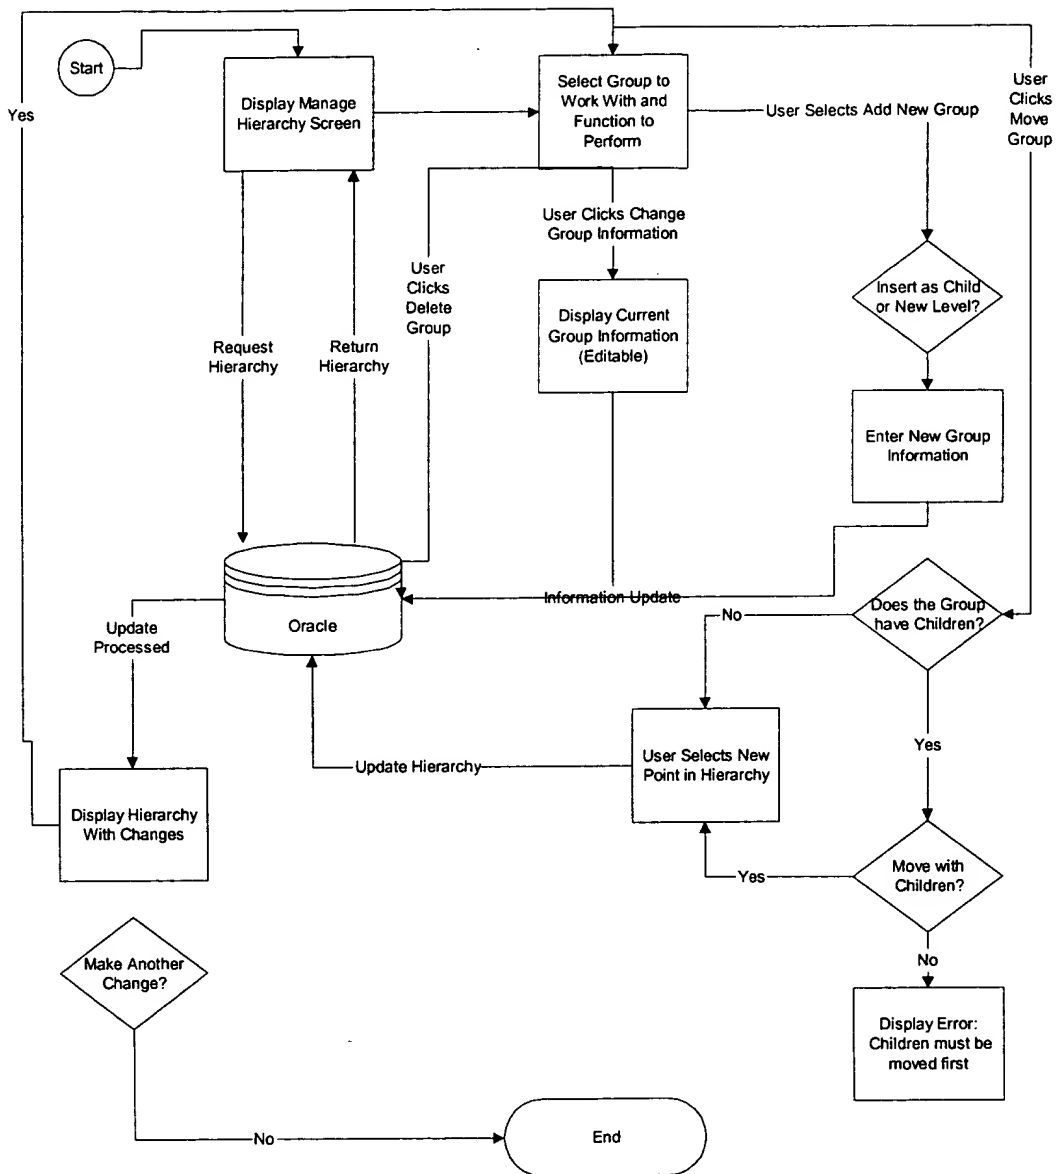 Start
Yes
Display Manage
Hierarchy Screen
Select Group to
Work With and
Function to
Perform
User Selects Add New Group
User
Clicks
Move
Group
User Clicks Change
Group Information
User
Clicks
Delete
Group
Insert as Child
or New Level?
Display Current
Group Information
(Editable)
Request
Hierarchy
Return
Hierarchy
Enter New Group
Information
Information Update
Oracle
Update
Processed
No
Does the Group
have Children?
Yes
User Selects New
Point in Hierarchy
Update Hierarchy
Display Hierarchy
With Changes
Yes
Move with
Children?
No
Make Another
Change?
Display Error:
Children must be
moved first
No
End